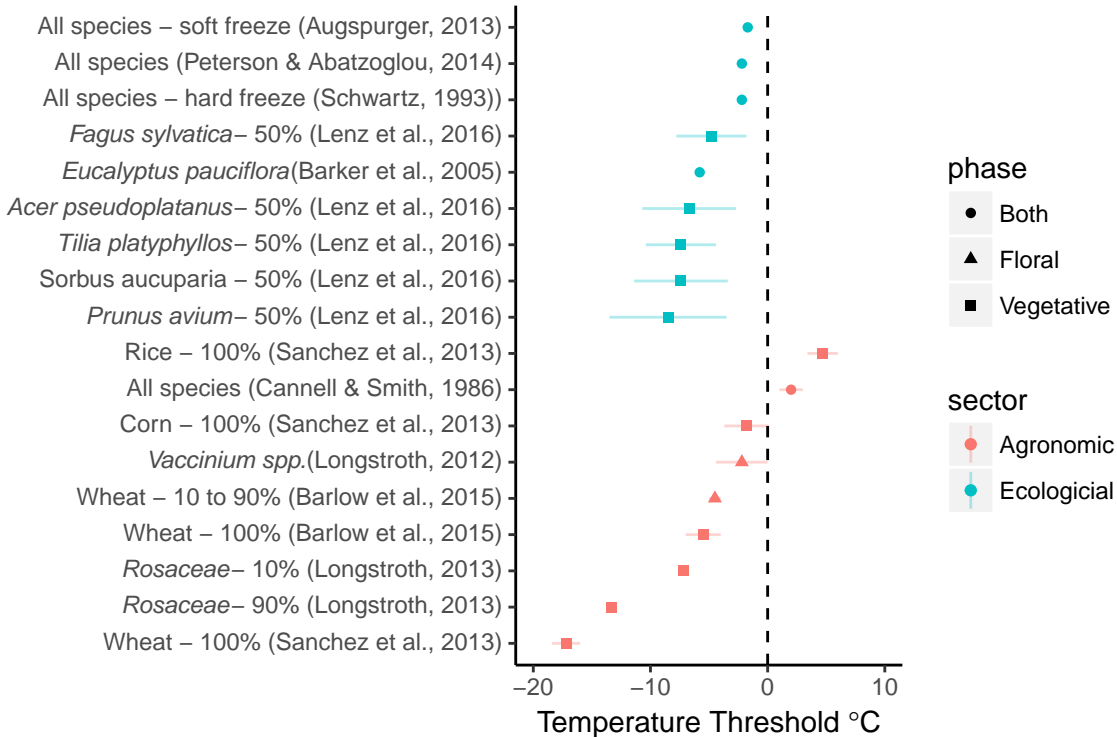 All species – soft freeze (Augspurger, 2013)
All species (Peterson & Abatzoglou, 2014)
All species – hard freeze (Schwartz, 1993))
Fagus sylvatica– 50% (Lenz et al., 2016)
Eucalyptus pauciflora(Barker et al., 2005)
Acer pseudoplatanus– 50% (Lenz et al., 2016)
Tilia platyphyllos– 50% (Lenz et al., 2016)
Sorbus aucuparia – 50% (Lenz et al., 2016)
Prunus avium– 50% (Lenz et al., 2016)
Rice – 100% (Sanchez et al., 2013)
All species (Cannell & Smith, 1986)
Corn – 100% (Sanchez et al., 2013)
Vaccinium spp.(Longstroth, 2012)
Wheat – 10 to 90% (Barlow et al., 2015)
Wheat – 100% (Barlow et al., 2015)
Rosaceae– 10% (Longstroth, 2013)
Rosaceae– 90% (Longstroth, 2013)
Wheat – 100% (Sanchez et al., 2013)
−20 −10 0 10
Temperature Threshold °C
phase
Both
Floral
Vegetative
sector
Agronomic
Ecologicial